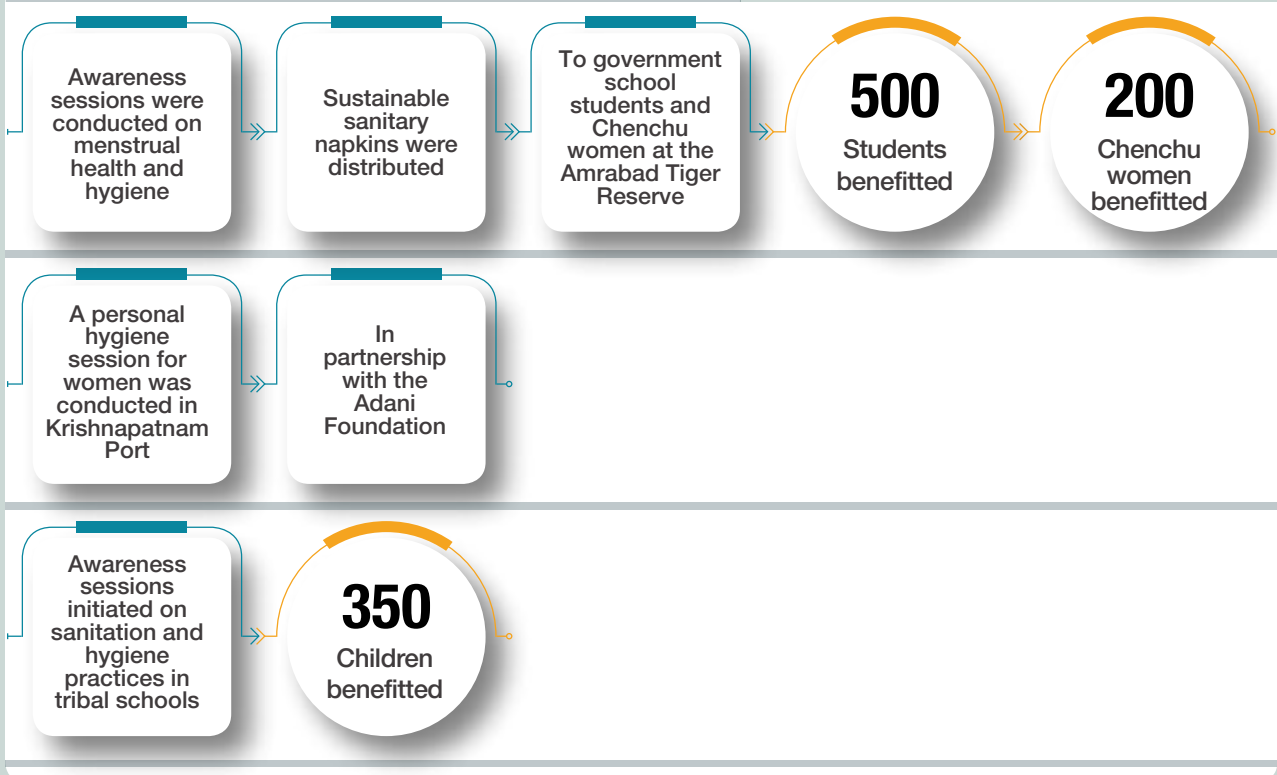 Awareness
sessions were
conducted on
menstrual
health and
hygiene
Sustainable
sanitary
napkins were
distributed
To government
school
students and
Chenchu
women at the
Amrabad Tiger
Reserve
500
Students
benefitted
200
Chenchu
women
benefitted
A personal
hygiene
session for
women was
conducted in
Krishnapatnam
Port
In
partnership
with the
Adani
Foundation
Awareness
sessions
initiated on
sanitation and
hygiene
practices in
tribal schools
350
Children
benefitted